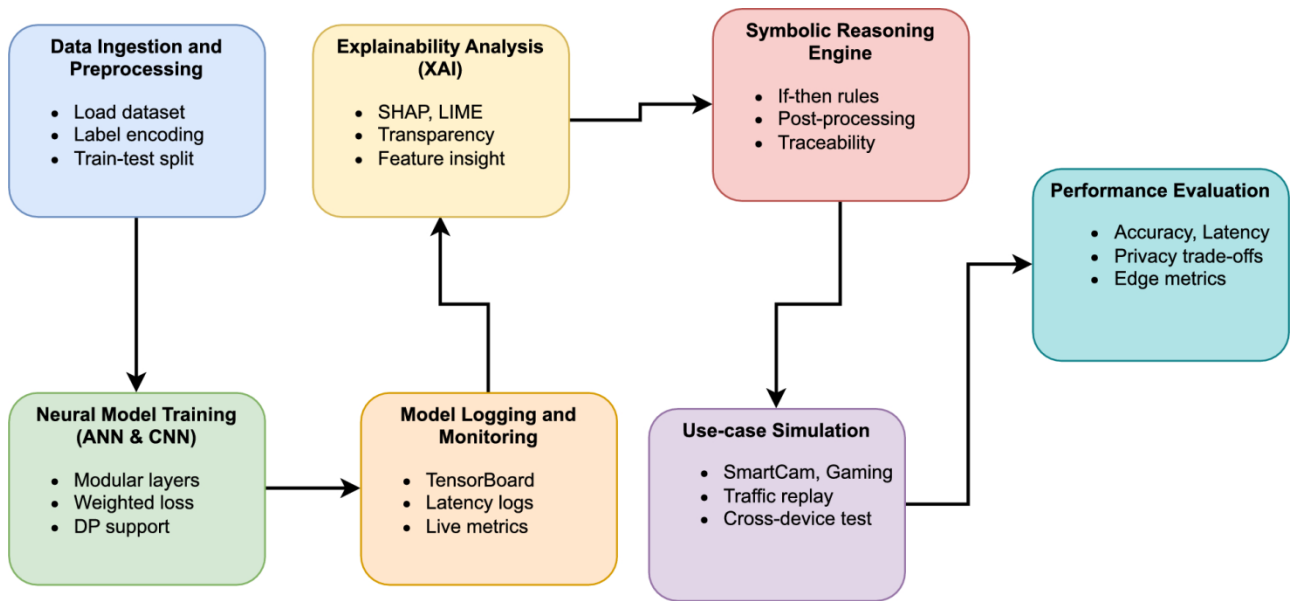 Data Ingestion and
Preprocessing
• Load dataset
• Label encoding
• Train-test split
Neural Model Training
(ANN & CNN)
• Modular layers
• Weighted loss
• DP support
Model Logging and
Monitoring
• TensorBoard
• Latency logs
• Live metrics
Explainability Analysis
(XAI)
• SHAP, LIME
• Transparency
• Feature insight
Symbolic Reasoning
Engine
• If-then rules
• Post-processing
• Traceability
Use-case Simulation
• SmartCam, Gaming
• Traffic replay
• Cross-device test
Performance Evaluation
• Accuracy, Latency
• Privacy trade-offs
• Edge metrics